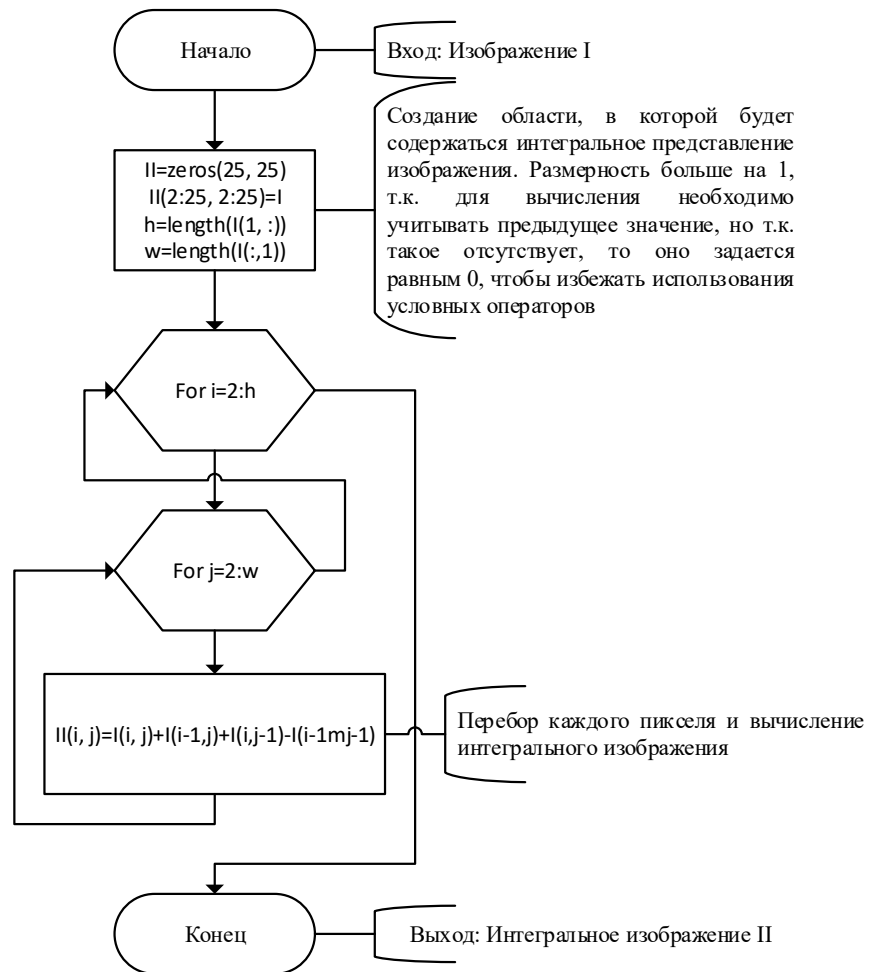 Начало
Вход: Изображение I
II=zeros(25, 25)
II(2:25, 2:25)=I
h=length(I(1, :))
w=length(I(:,1))
Создание области, в которой будет
содержаться интегральное представление
изображения. Размерность больше на 1,
т.к. для вычисления необходимо
учитывать предыдущее значение, но т.к.
такое отсутствует, то оно задается
равным 0, чтобы избежать использования
условных операторов
For i=2:h
For j=2:w
II(i, j)=I(i, j)+I(i-1,j)+I(i,j-1)-I(i-1mj-1)
Перебор каждого пикселя и вычисление
интегрального изображения
Конец
Выход: Интегральное изображение II